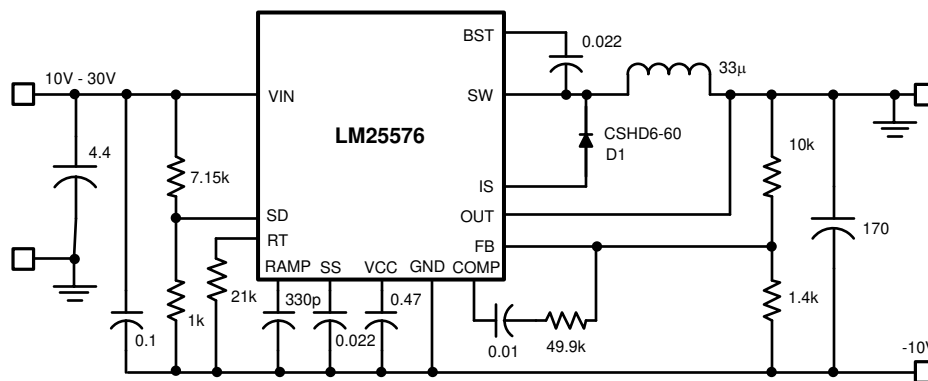 BST
0.022
10V - 30V
33µ
VIN
SW
LM25576
CSHD6-60
D1
10k
4.4
7.15k
IS
SD
OUT
170
RT
FB
RAMP
SS
VCC
GND
COMP
21k
330p
0.47
1.4k
1k
0.1
0.022
0.01
49.9k
-10V